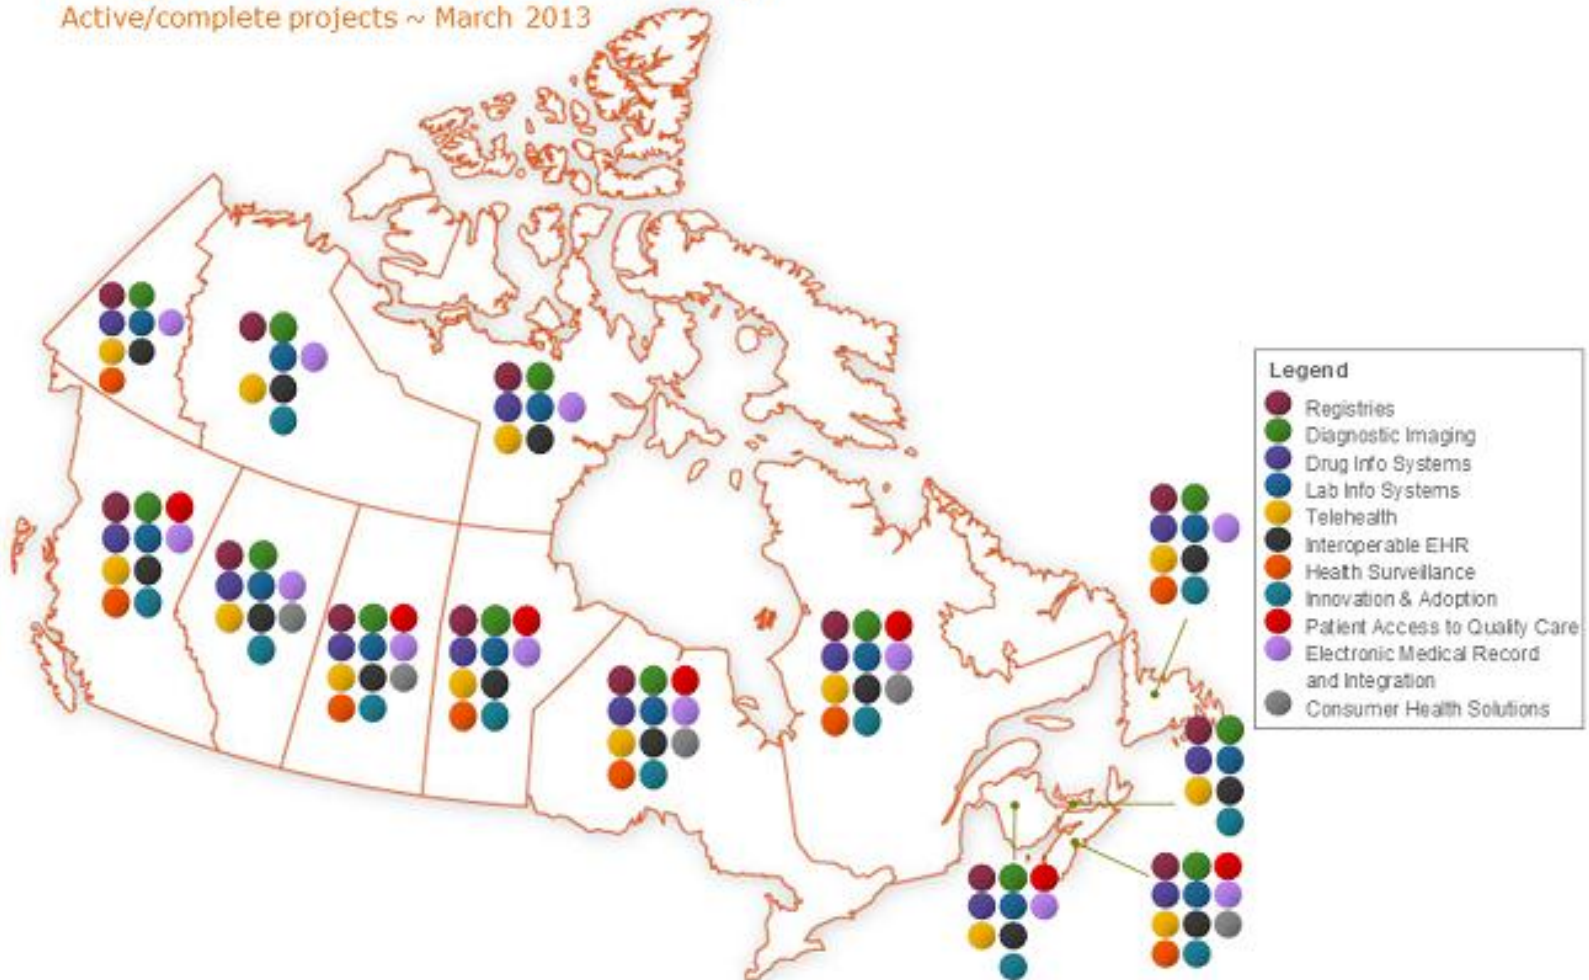 Active/complete projects ~ March 2013
Legend
Registries
Diagnostic Imaging
Drug Info Systems
Lab Info Systems
Telehealth
Interoperable EHR
Health Surveillance
Innovation & Adoption
Patient Access to Quality Care
Electronic Medical Record
and Integration
Consumer Health Solutions